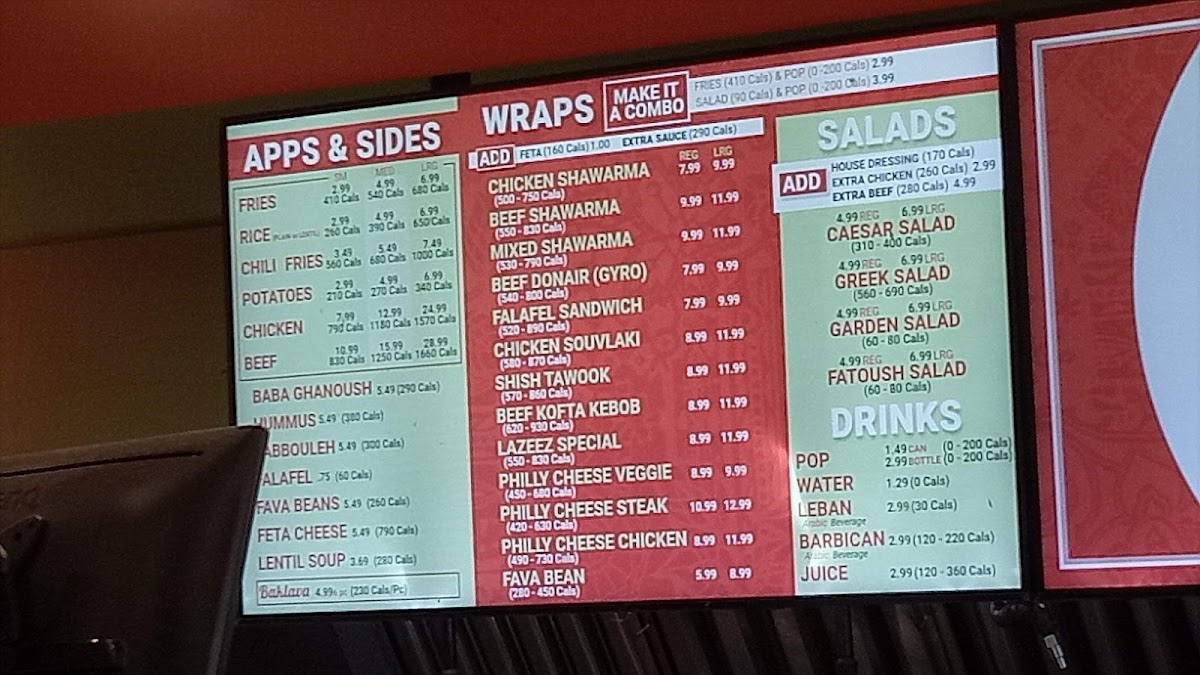 APPS & SIDES
SM MED LRG
FRIES 2.99 4.99 6.99
410 Cals 540 Cals 680 Cals
RICE (PLAIN or LENTIL) 2.99 4.99 6.99
260 Cals 390 Cals 650/Cals
CHILI FRIES 3.49 5.49 7.49
560 Cals 680 Cals 1000 Cals
POTATOES 2.99 4.99 6.99
210 Cals 270 Cals 340 Cals
CHICKEN 7.99 12.99 24.99
790 Cals 1180 Cals 1570 Cals
BEEF 10.99 15.99 28.99
830 Cals 1250 Cals 1660 Cals
BABA GHANOUSH 5.49 (290 Cals)
HUMMUS 5.49 (380 Cals)
ABBOULEH 5.49 (300 Cals)
ALAFEL .75 (60 Cals)
FAVA BEANS 5.49 (260 Cals)
FETA CHEESE 5.49 (790 Cals)
LENTIL SOUP 3.69 (280 Cals)
Baklava 4.99 6 pc (230 Cals/Pc)
WRAPS
MAKE IT
A COMBO
FRIES (410 Cals) & POP (0-200 Cals) 2.99
SALAD (90 Cals) & POP (0-200 Cals) 3.99
ADD FETA (160 Cals) 1.00 EXTRA SAUCE (290 Cals)
REG LRG
CHICKEN SHAWARMA 7.99 9.99
(500 - 750 Cals)
BEEF SHAWARMA 9.99 11.99
(550 - 830 Cals)
MIXED SHAWARMA 9.99 11.99
(530 - 790 Cals)
BEEF DONAIR (GYRO) 7.99 9.99
(540 - 800 Cals)
FALAFEL SANDWICH 7.99 9.99
(520 - 890 Cals)
CHICKEN SOUVLAKI 8.99 11.99
(580 - 870 Cals)
SHISH TAWOOK 8.99 11.99
(570 - 860 Cals)
BEEF KOFTA KEBOB 8.99 11.99
(620 - 930 Cals)
LAZEEZ SPECIAL 8.99 11.99
(550 - 830 Cals)
PHILLY CHEESE VEGGIE 8.99 9.99
(450 - 680 Cals)
PHILLY CHEESE STEAK 10.99 12.99
(420 - 630 Cals)
PHILLY CHEESE CHICKEN 8.99 11.99
(490 - 730 Cals)
FAVA BEAN 5.99 8.99
(280 - 450 Cals)
SALADS
ADD
HOUSE DRESSING (170 Cals)
EXTRA CHICKEN (260 Cals) 2.99
EXTRA BEEF (280 Cals) 4.99
4.99 REG 6.99 LRG
CAESAR SALAD
(310 - 400 Cals)
4.99 REG 6.99 LRG
GREEK SALAD
(560 - 690 Cals)
4.99 REG 6.99 LRG
GARDEN SALAD
(60 - 80 Cals)
4.99 REG 6.99 LRG
FATOUSH SALAD
(60 - 80 Cals)
DRINKS
POP 1.49 CAN (0 - 200 Cals)
2.99 BOTTLE (0 - 200 Cals)
WATER 1.29 (0 Cals)
LEBAN 2.99 (30 Cals)
Arabic Beverage
BARBICAN 2.99 (120 - 220 Cals)
Arabic Beverage
JUICE 2.99 (120 - 360 Cals)